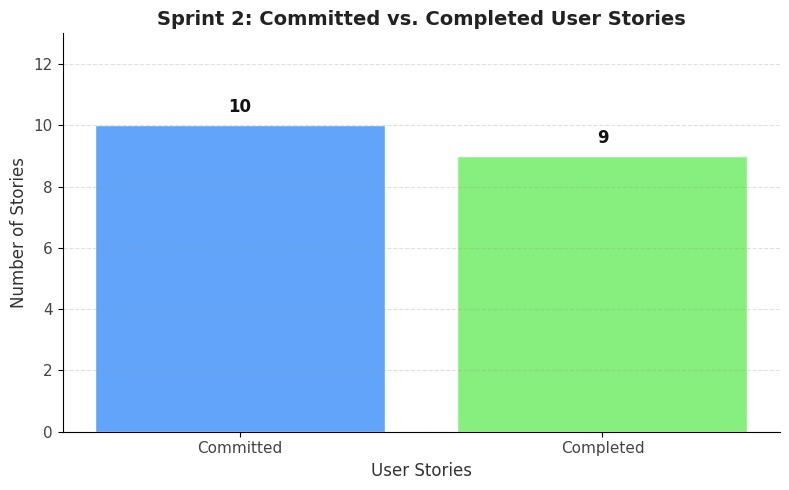 Sprint 2: Committed vs. Completed User Stories
Number of Stories
12
10
8
6
4
2
0
10
9
Committed
Completed
User Stories